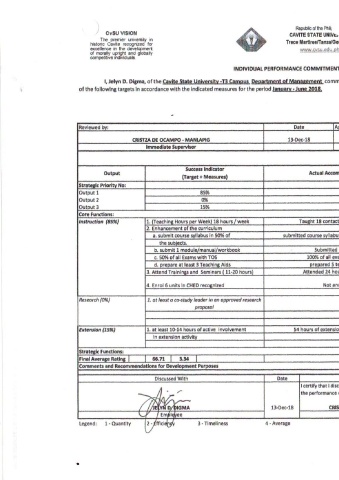 CvSU VISION
The premier university in
historic Cavite recognized for
excellence in the development
of morally upright and globally
competitive individuals.
Republic of the Phili
CAVITE STATE UNIV
Trece Martires/Tanza/Ge
INDIVIDUAL PERFORMANCE COMMITMENT
I, Jelyn D. Digma, of the Cavite State University -T3 Campus, Department of Management, comm
of the following targets in accordance with the indicated measures for the period January - June 2018.
Reviewed by: Date
CRISTZA DE OCAMPO - MANLAPIG 13-Dec-18
Immediate Supervisor
Output Success Indicator (Target + Measures) Actual Accom
Strategic Priority No:
Output 1 85%
Output 2 0%
Output 3 15%
Core Functions:
Instruction (85%) 1. (Teaching Hours per Week) 18 hours / week Taught 18 contact
2. Enhancement of the curriculum
a. submit course syllabus in 50% of submitted course syllabu
the subjects.
b. submit 1 module/manual/workbook Submitted
c. 50% of all Exams with TOS 100% of all exa
d. prepare at least 3 Teaching Aids prepared 3 te
3. Attend Trainings and Seminars (11-20 hours) Attended 24 ho
4. Enrol 6 units in CHED recognized Not en
Research (0%) 1. at least a co-study leader in an approved research
proposal
Extension (15%) 1. at least 10-14 hours of active involvement 14 hours of extension
in extension activity
Strategic Functions:
Final Average Rating 86.71 3.34
Comments and Recommendations for Development Purposes
Discussed With Date
I certify that I disc
the performance
JELYN D. DIGMA 13-Dec-18 CRIS
Employee
Legend: 1 - Quantity 2 - Efficiency 3 - Timeliness 4 - Average